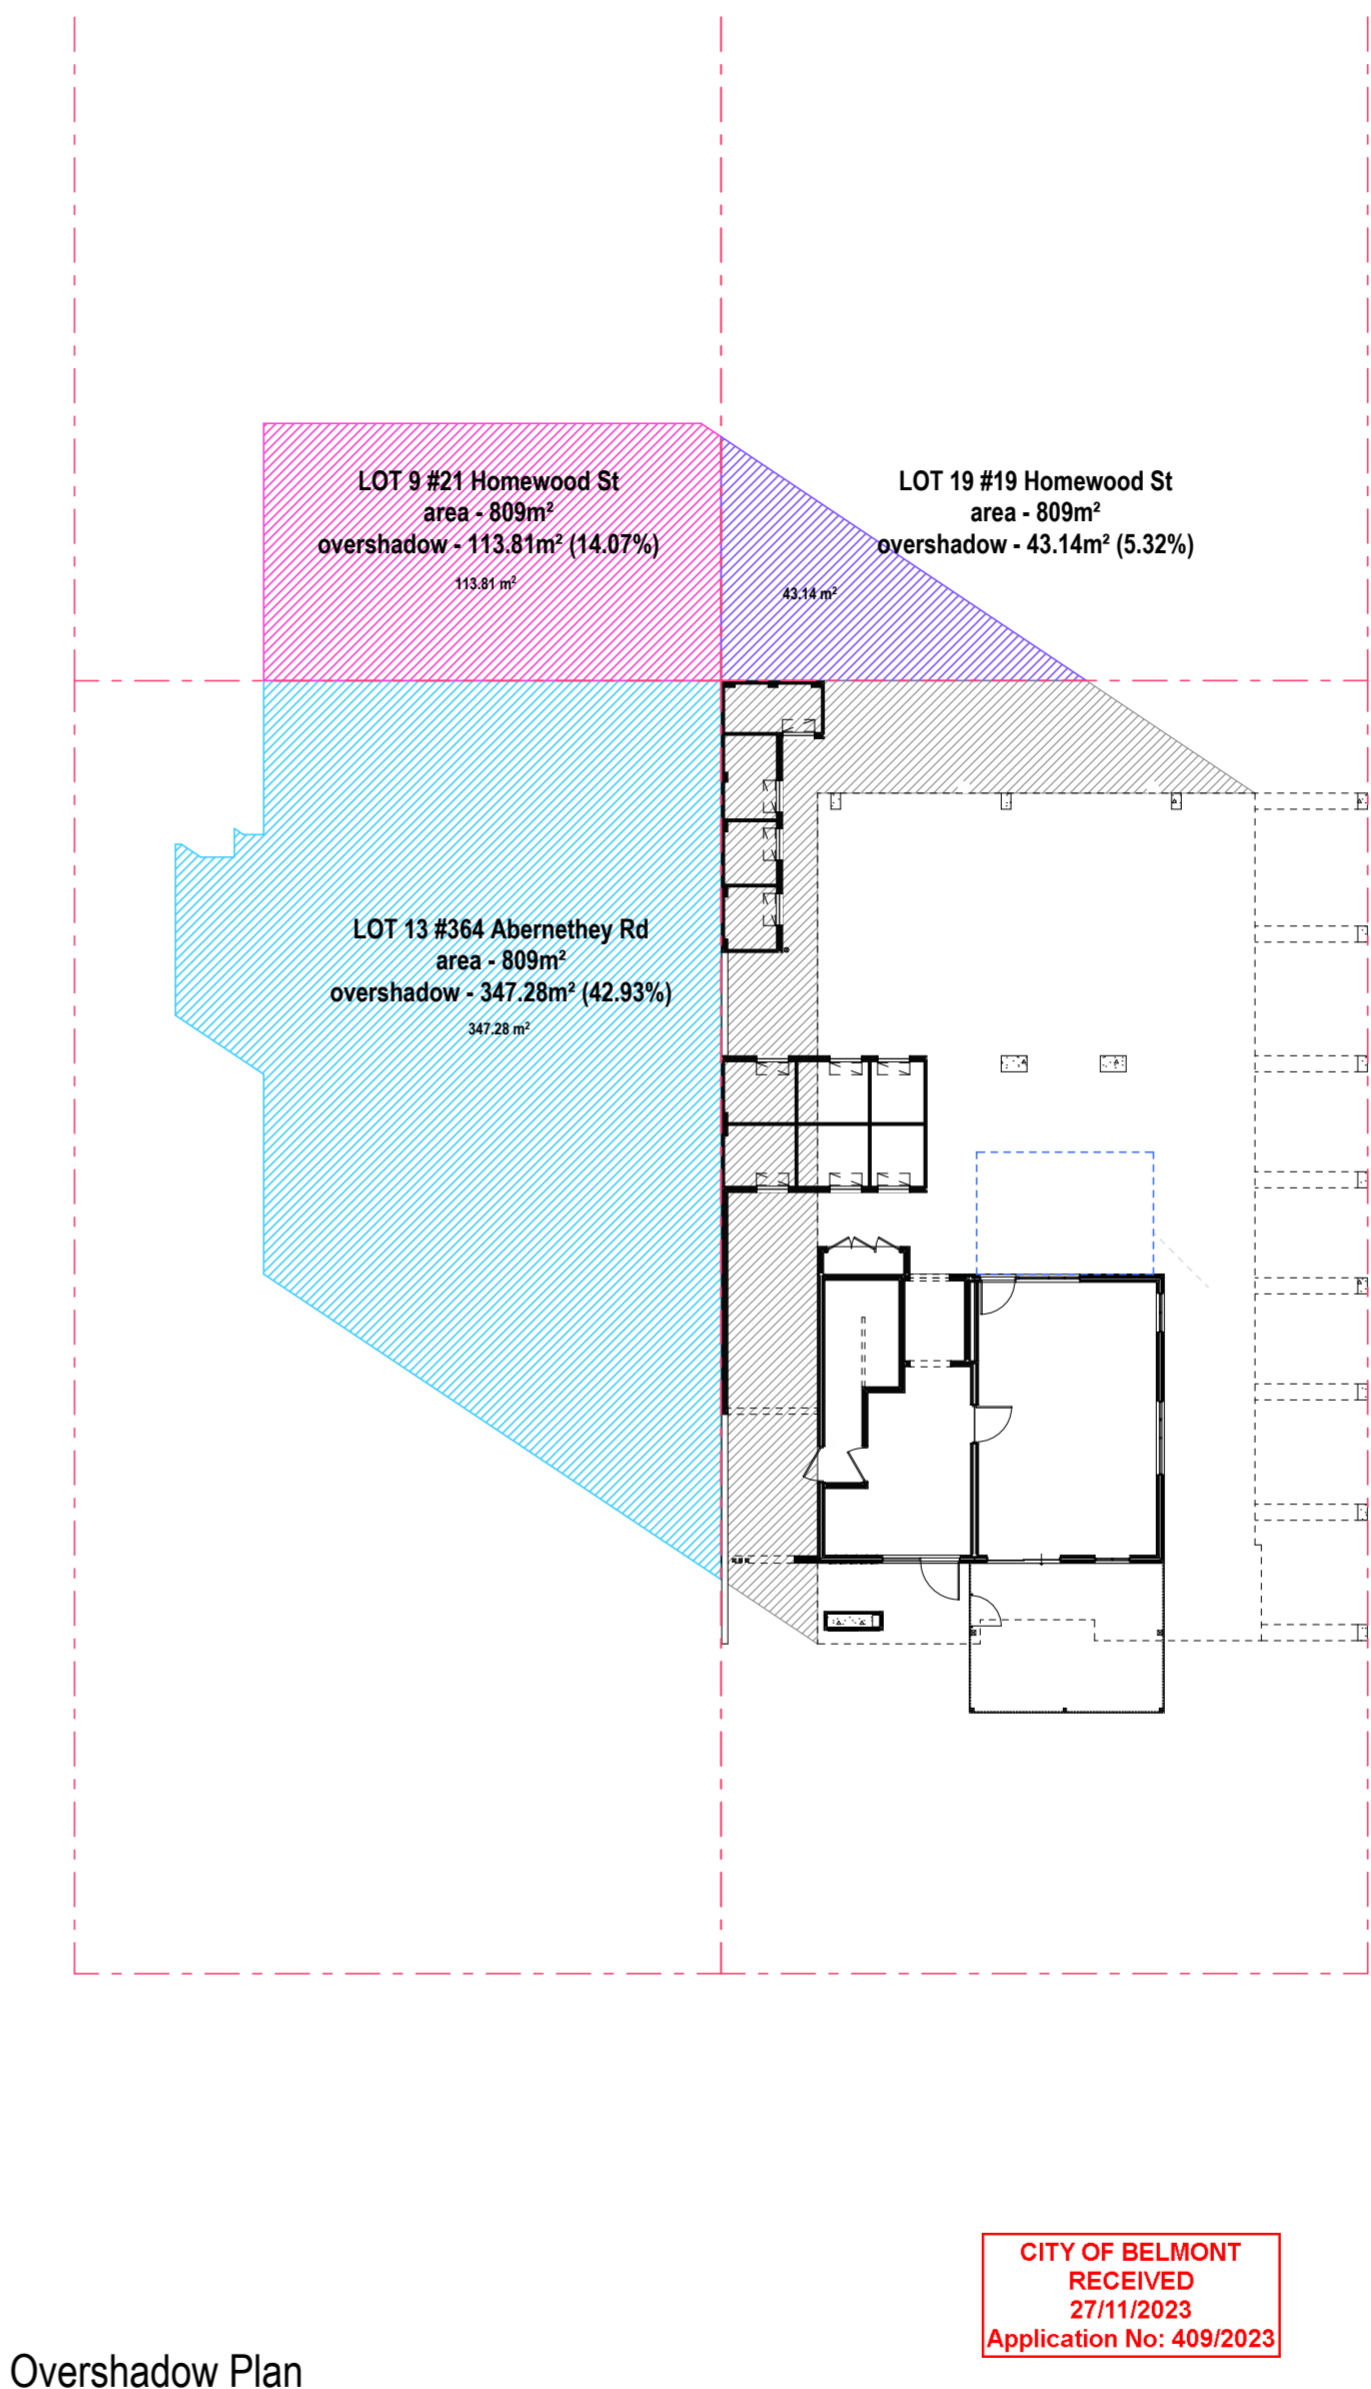 LOT 9 #21 Homewood St
area - 809m²
overshadow - 113.81m² (14.07%)
113.81 m²
LOT 19 #19 Homewood St
area - 809m²
overshadow - 43.14m² (5.32%)
43.14 m²
LOT 13 #364 Abernethey Rd
area - 809m²
overshadow - 347.28m² (42.93%)
347.28 m²
CITY OF BELMONT
RECEIVED
27/11/2023
Application No: 409/2023
Overshadow Plan